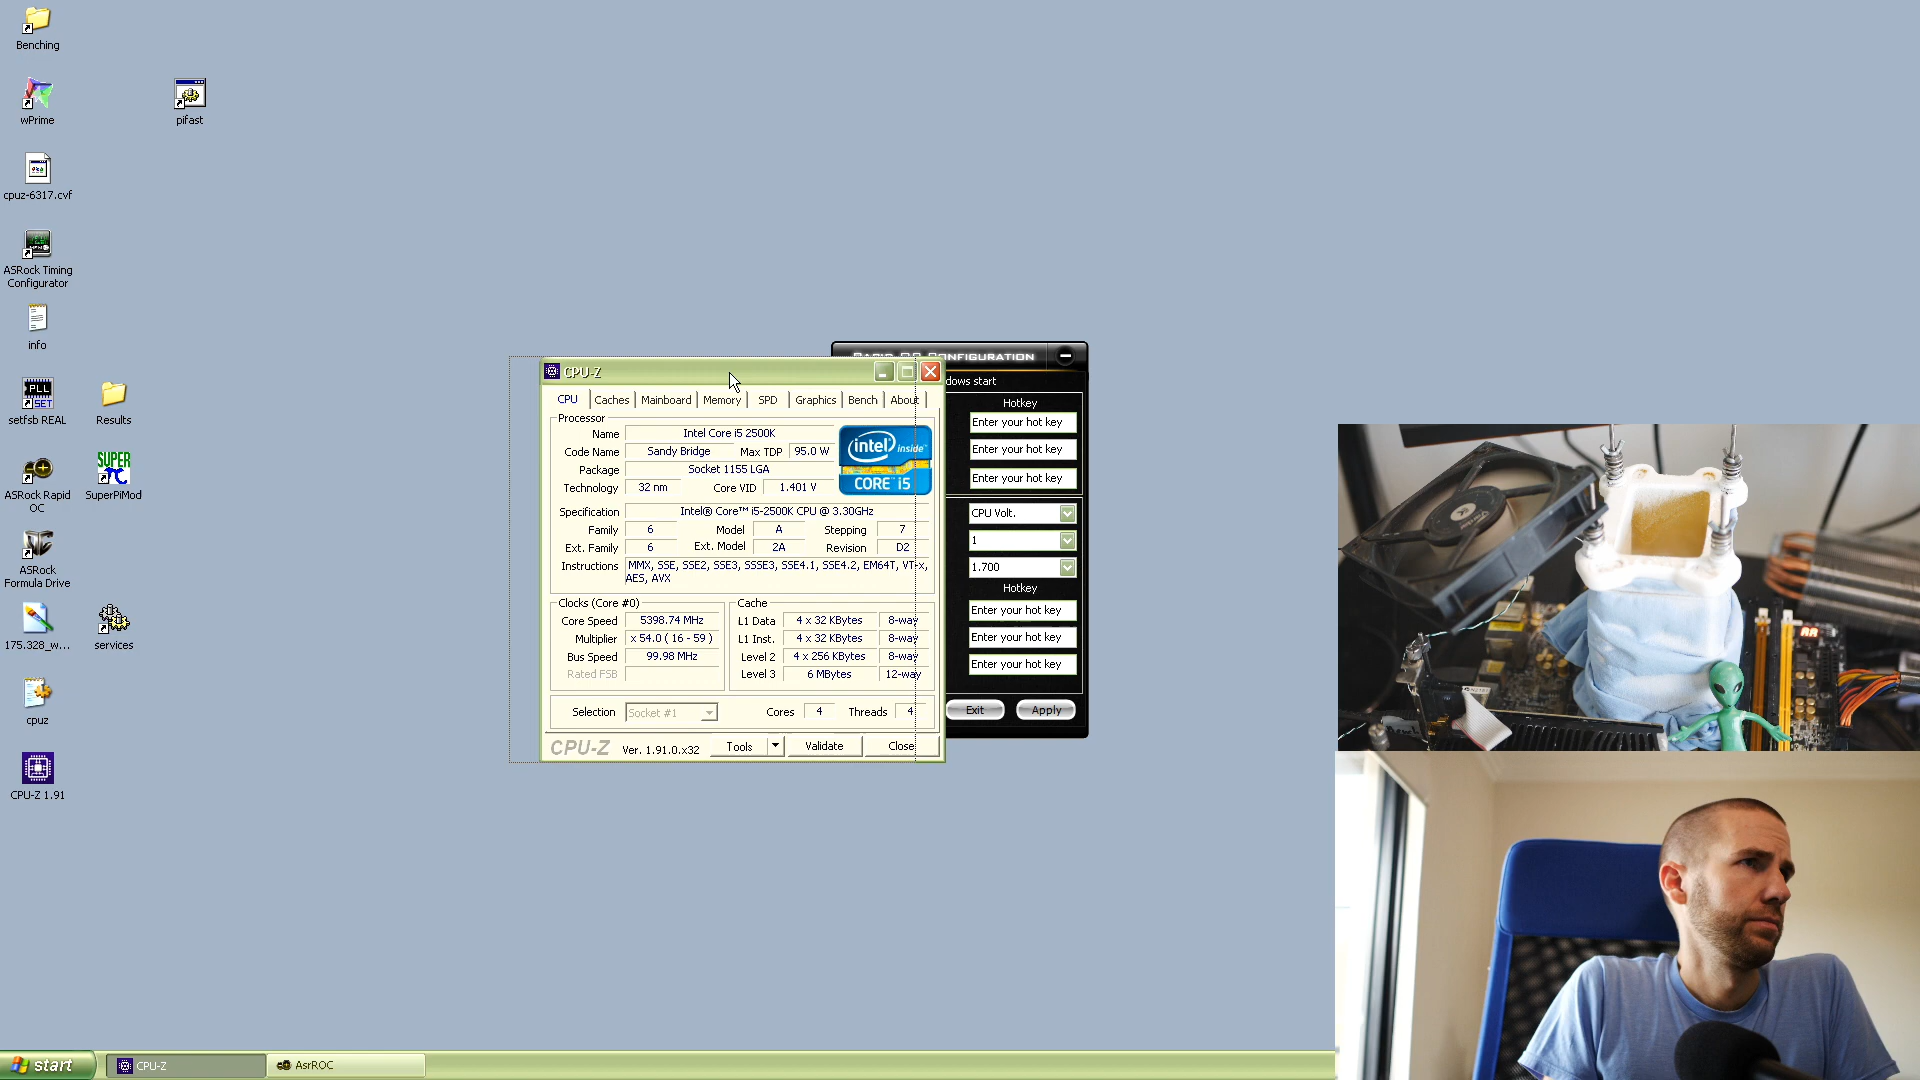 Benching
wPrime
pifast
cpuz-6317.cvf
ASRock Timing
Configurator
info
PLL
SET
setfsb REAL
Results
ASRock Rapid
OC
SUPER
SuperPiMod
ASRock
Formula Drive
175.328_w...
services
cpuz
CPU-Z 1.91
Rapid OC Configuration
dows start
Hotkey
Enter your hot key
Enter your hot key
Enter your hot key
CPU Volt.
1
1.700
Hotkey
Enter your hot key
Enter your hot key
Enter your hot key
Exit Apply
CPU-Z
CPU Caches Mainboard Memory SPD Graphics Bench About
Processor
Name Intel Core i5 2500K
Code Name Sandy Bridge Max TDP 95.0 W
Package Socket 1155 LGA
Technology 32 nm Core VID 1.401 V
intel inside™
CORE™ i5
Specification Intel® Core™ i5-2500K CPU @ 3.30GHz
Family 6 Model A Stepping 7
Ext. Family 6 Ext. Model 2A Revision D2
Instructions MMX, SSE, SSE2, SSE3, SSSE3, SSE4.1, SSE4.2, EM64T, VT-x,
AES, AVX
Clocks (Core #0)
Core Speed 5398.74 MHz
Multiplier x 54.0 ( 16 - 59 )
Bus Speed 99.98 MHz
Rated FSB
Cache
L1 Data 4 x 32 KBytes 8-way
L1 Inst. 4 x 32 KBytes 8-way
Level 2 4 x 256 KBytes 8-way
Level 3 6 MBytes 12-way
Selection Socket #1 Cores 4 Threads 4
CPU-Z Ver. 1.91.0.x32 Tools Validate Close
start CPU-Z AsrROC